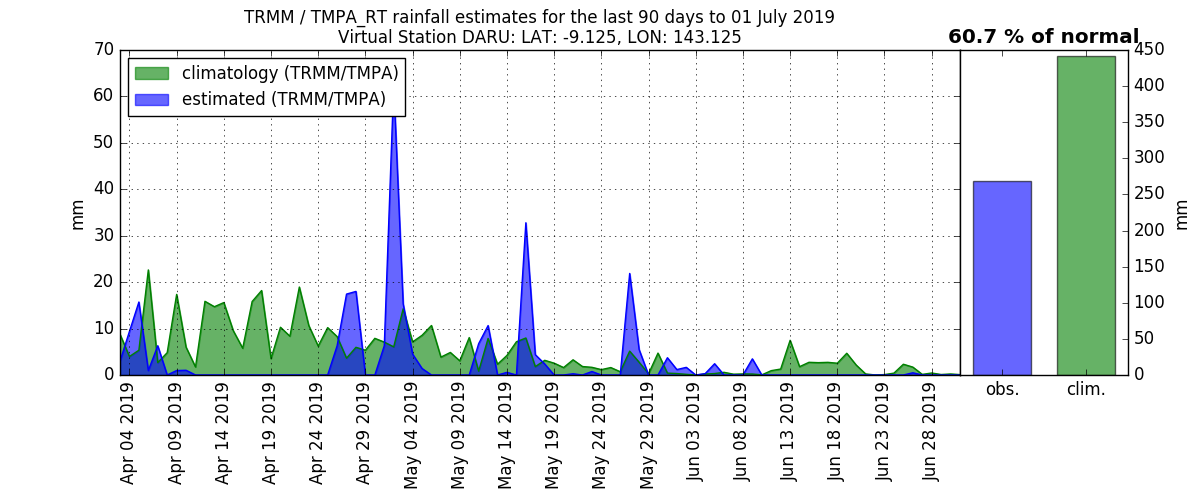 TRMM / TMPA_RT rainfall estimates for the last 90 days to 01 July 2019
Virtual Station DARU: LAT: -9.125, LON: 143.125
60.7 % of normal
climatology (TRMM/TMPA)
estimated (TRMM/TMPA)
mm
70
60
50
40
30
20
10
0
Apr 04 2019
Apr 09 2019
Apr 14 2019
Apr 19 2019
Apr 24 2019
Apr 29 2019
May 04 2019
May 09 2019
May 14 2019
May 19 2019
May 24 2019
May 29 2019
Jun 03 2019
Jun 08 2019
Jun 13 2019
Jun 18 2019
Jun 23 2019
Jun 28 2019
obs.
clim.
450
400
350
300
250
200
150
100
50
0
mm